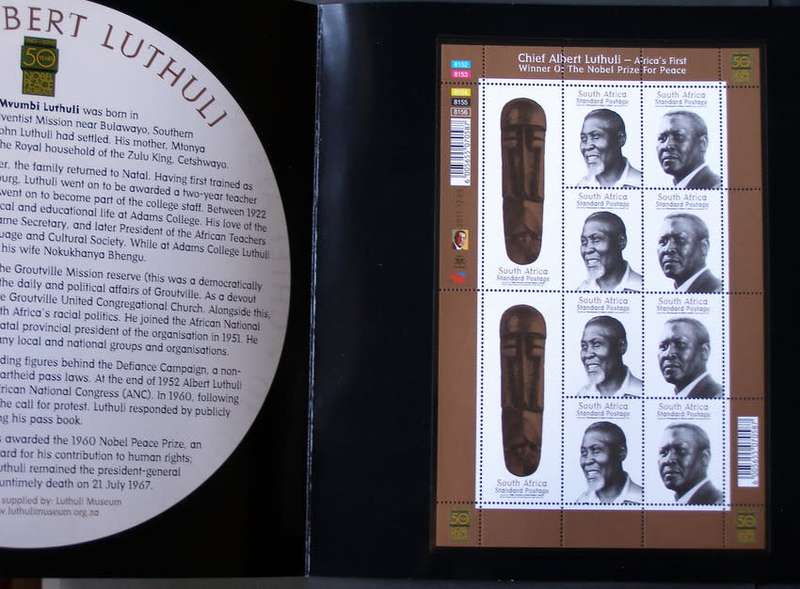 BERT LUTHULI
50 YEARS
NOBEL
Mvumbi Luthuli was born in
ventist Mission near Bulawayo, Southern
ohn Luthuli had settled. His mother, Mtonya
the Royal household of the Zulu King, Cetshwayo.
er, the family returned to Natal. Having first trained as
urg, Luthuli went on to be awarded a two-year teacher
went on to become part of the college staff. Between 1922
cal and educational life at Adams College. His love of the
ame Secretary, and later President of the African Teachers
uage and Cultural Society. While at Adams College Luthuli
his wife Nokukhanya Bhengu.
he Groutville Mission reserve (this was a democratically
the daily and political affairs of Groutville. As a devout
e Groutville United Congregational Church. Alongside this,
th Africa's racial politics. He joined the African National
atal provincial president of the organisation in 1951. He
any local and national groups and organisations.
ding figures behind the Defiance Campaign, a non-
artheid pass laws. At the end of 1952 Albert Luthuli
frican National Congress (ANC). In 1960, following
he call for protest. Luthuli responded by publicly
ng his pass book.
s awarded the 1960 Nobel Peace Prize, an
ard for his contribution to human rights;
uthuli remained the president-general
untimely death on 21 July 1967.
supplied by: Luthuli Museum
w.luthulimuseum.org.za
Chief Albert Luthuli – Africa's First
Winner Of The Nobel Prize For Peace
8152
8153
8154
8155
8156
South Africa
Standard Postage
South Africa
Standard Postage
South Africa
Standard Postage
South Africa
Standard Postage
South Africa
Standard Postage
South Africa
Standard Postage
South Africa
Standard Postage
South Africa
Standard Postage
South Africa
Standard Postage
South Africa
Standard Postage
50
50
50
50